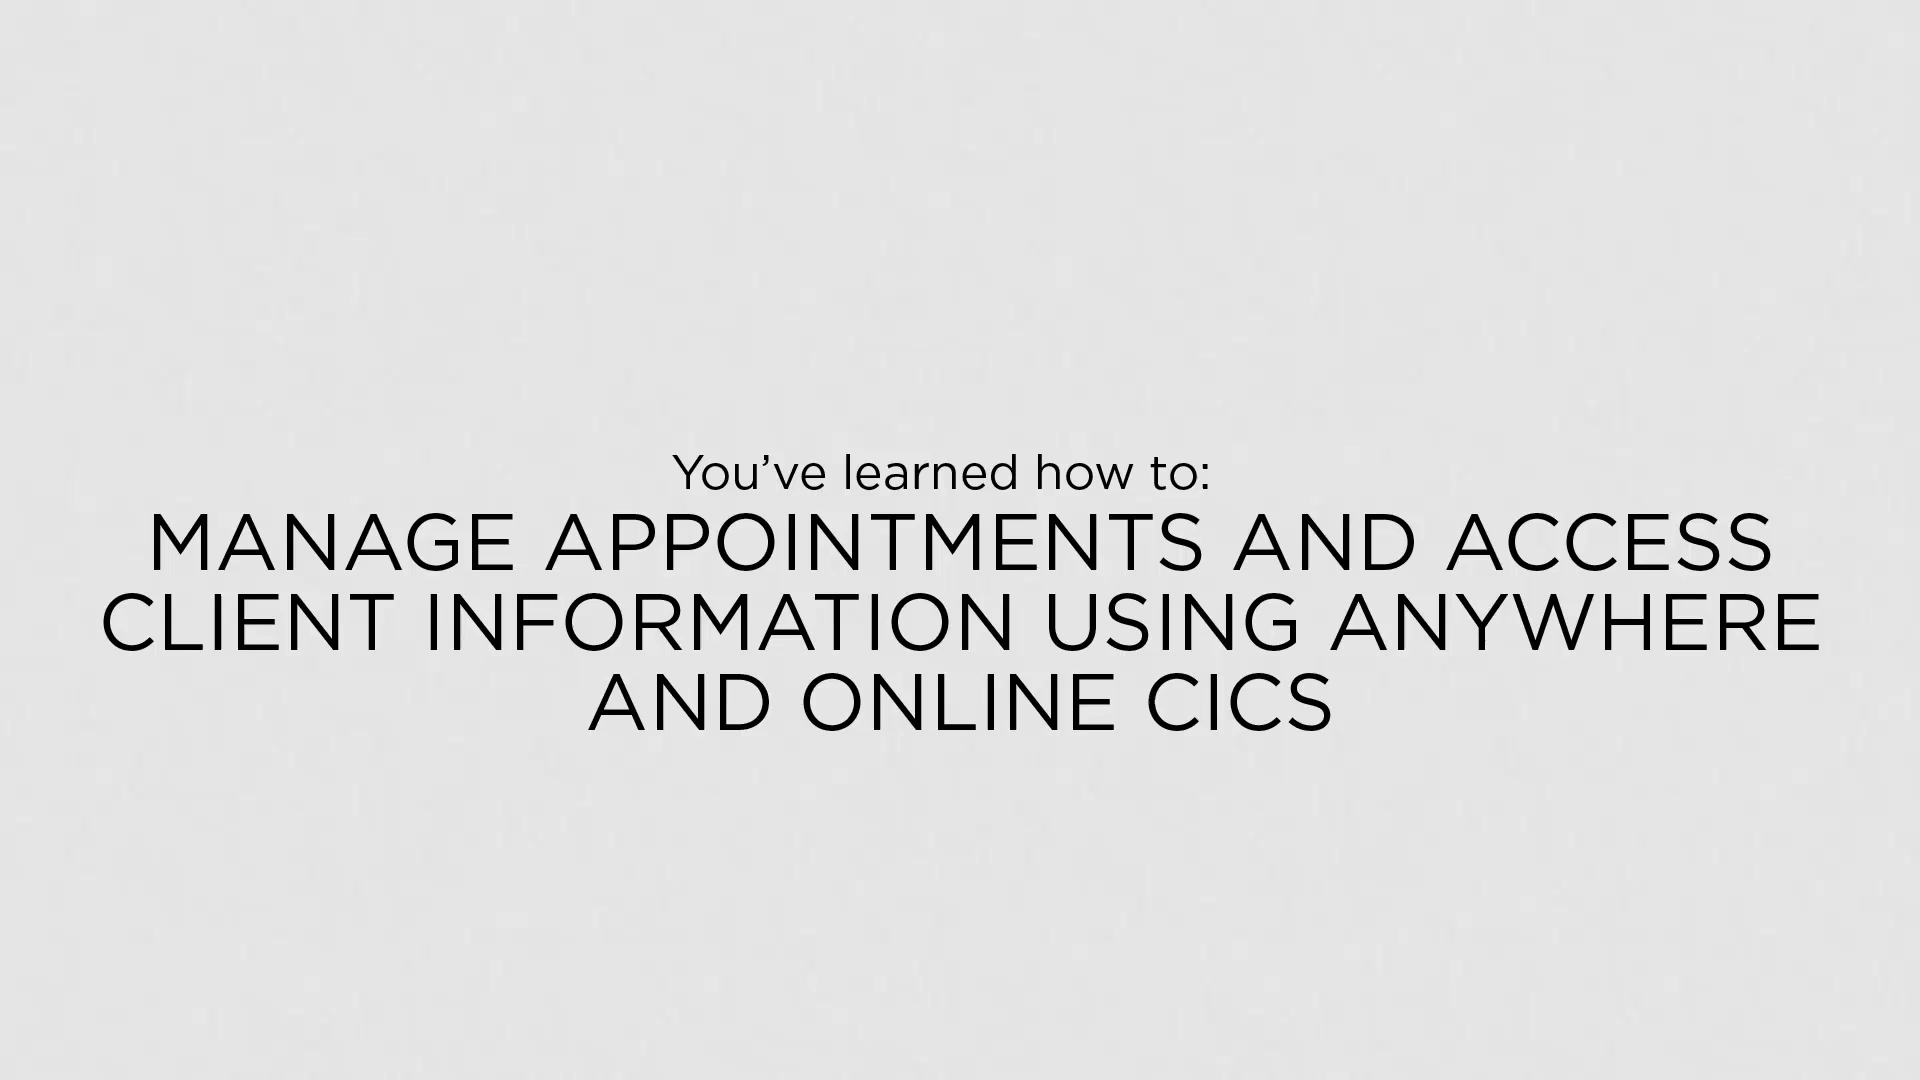 You’ve learned how to:
MANAGE APPOINTMENTS AND ACCESS
CLIENT INFORMATION USING ANYWHERE
AND ONLINE CICS